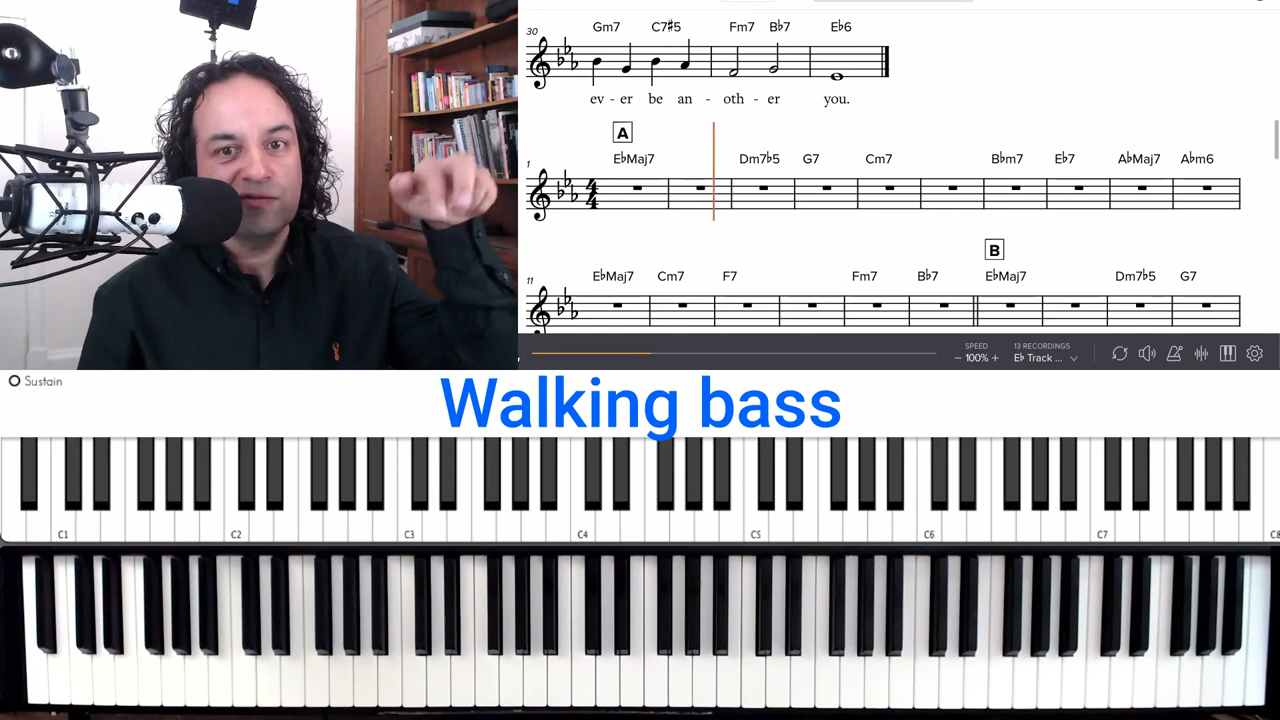 30 Gm7 C7#5 Fm7 B♭7 E♭6
ev - er be an - oth - er you.
A
1 E♭Maj7 Dm7♭5 G7 Cm7 B♭m7 E♭7 A♭Maj7 A♭m6
4
4
B
11 E♭Maj7 Cm7 F7 Fm7 B♭7 E♭Maj7 Dm7♭5 G7
SPEED 13 RECORDINGS
− 100% + E♭ Track ...
Sustain
Walking bass
C1 C2 C3 C4 C5 C6 C7 C8